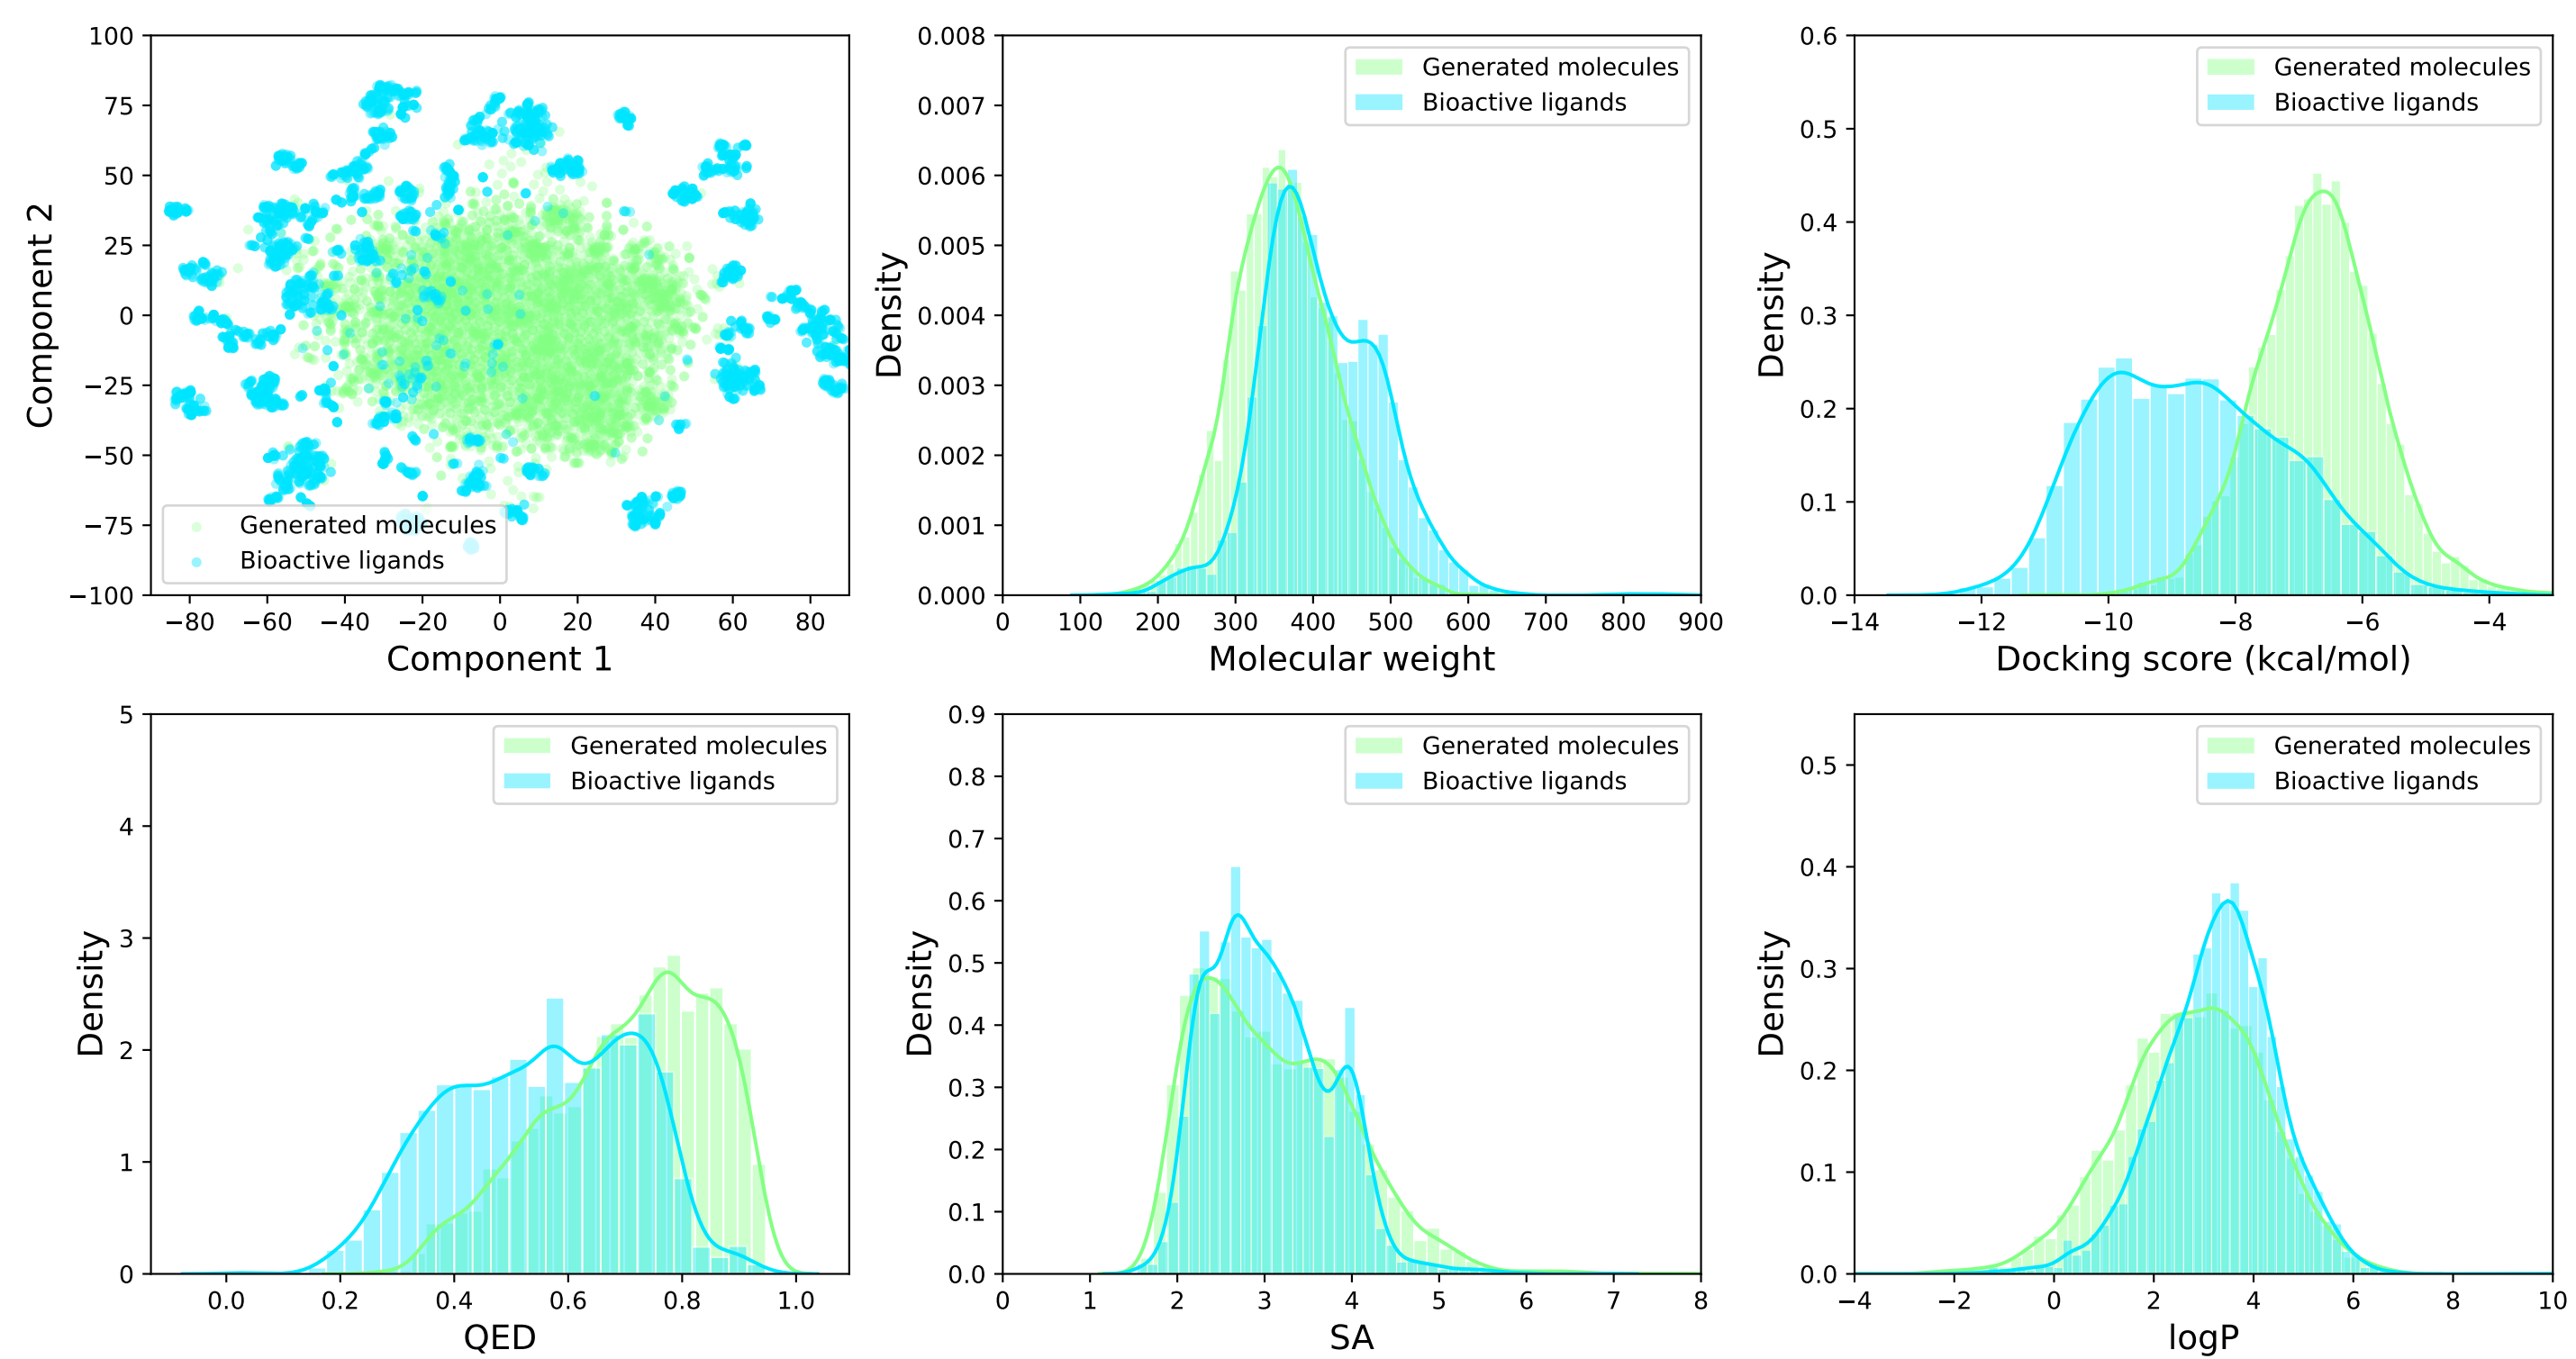 100
75
50
25
0
−25
−50
−75
−100
Component 2
Generated molecules
Bioactive ligands
−80 −60 −40 −20 0 20 40 60 80
Component 1
0.008
0.007
0.006
0.005
0.004
0.003
0.002
0.001
0.000
Density
Generated molecules
Bioactive ligands
0 100 200 300 400 500 600 700 800 900
Molecular weight
0.6
0.5
0.4
0.3
0.2
0.1
0.0
Density
Generated molecules
Bioactive ligands
−14 −12 −10 −8 −6 −4
Docking score (kcal/mol)
5
4
3
2
1
0
Density
Generated molecules
Bioactive ligands
0.0 0.2 0.4 0.6 0.8 1.0
QED
0.9
0.8
0.7
0.6
0.5
0.4
0.3
0.2
0.1
0.0
Density
Generated molecules
Bioactive ligands
0 1 2 3 4 5 6 7 8
SA
0.5
0.4
0.3
0.2
0.1
0.0
Density
Generated molecules
Bioactive ligands
−4 −2 0 2 4 6 8 10
logP